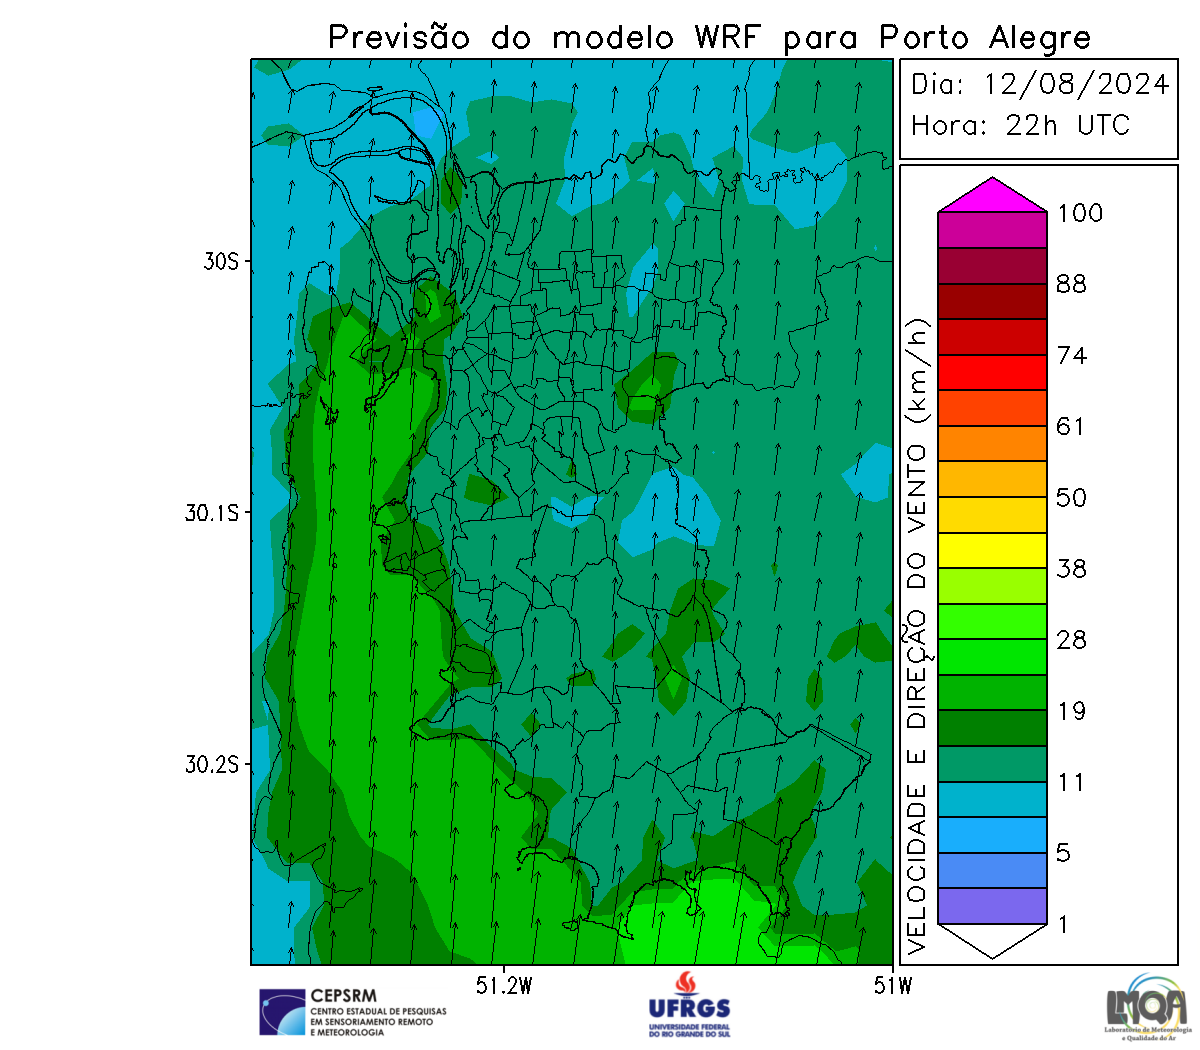 Previsão do modelo WRF para Porto Alegre
Dia: 12/08/2024
Hora: 22h UTC
30S
30.1S
30.2S
51.2W
51W
VELOCIDADE E DIREÇÃO DO VENTO (km/h)
100
88
74
61
50
38
28
19
11
5
1
CEPSRM
CENTRO ESTADUAL DE PESQUISAS
EM SENSORIAMENTO REMOTO
E METEOROLOGIA
UFRGS
UNIVERSIDADE FEDERAL
DO RIO GRANDE DO SUL
LMQA
Laboratório de Meteorologia
e Qualidade do Ar